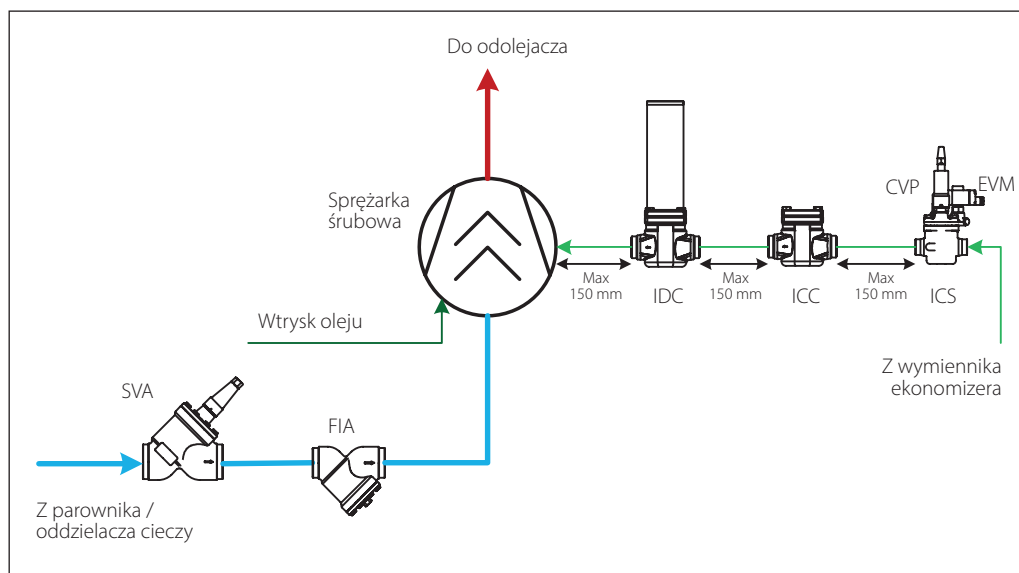 Do odolejacza
Sprężarka
śrubowa
CVP
EVM
Max
150 mm
IDC
Max
150 mm
ICC
Max
150 mm
ICS
Wtrysk oleju
Z wymiennika
ekonomizera
SVA
FIA
Z parownika /
oddzielacza cieczy